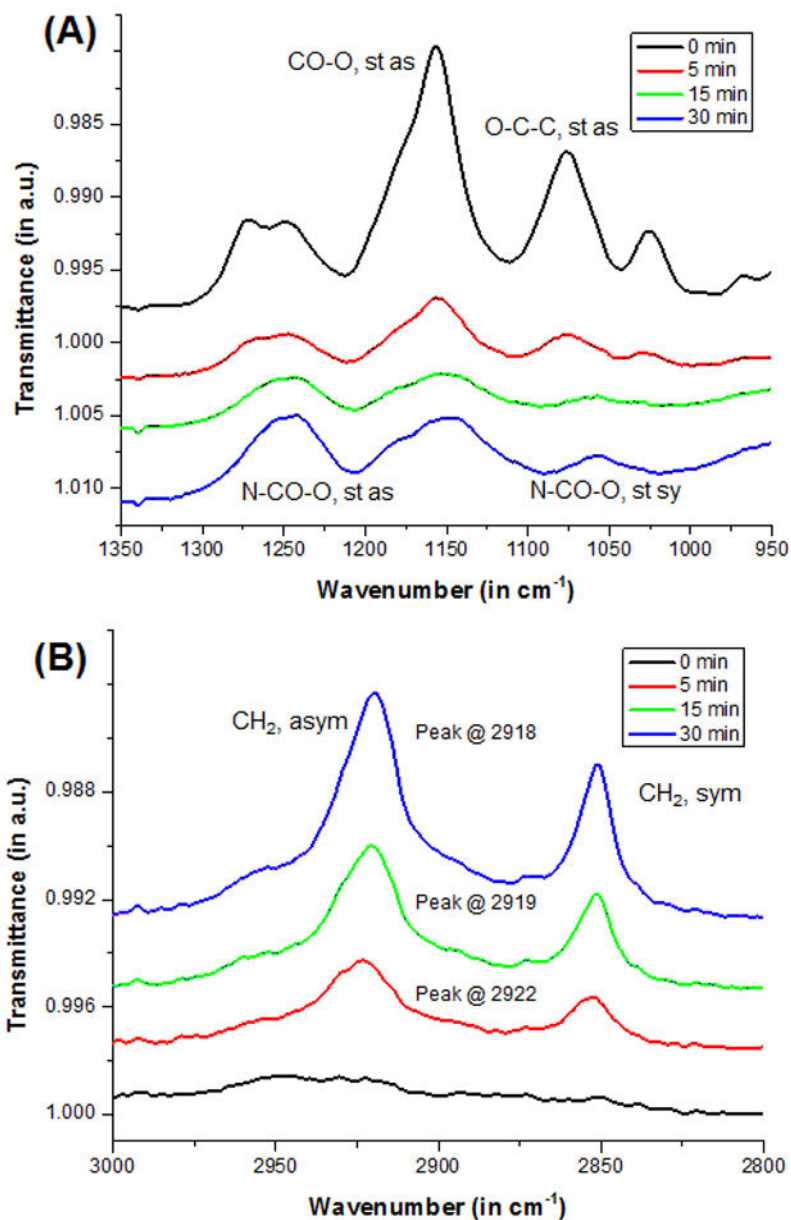 (A)
CO-O, st as
O-C-C, st as
0 min
5 min
15 min
30 min
0.985
0.990
0.995
1.000
1.005
1.010
Transmittance (in a.u.)
N-CO-O, st as
N-CO-O, st sy
1350 1300 1250 1200 1150 1100 1050 1000 950
Wavenumber (in cm⁻¹)
(B)
0 min
5 min
15 min
30 min
CH₂, asym
Peak @ 2918
CH₂, sym
Peak @ 2919
Peak @ 2922
0.988
0.992
0.996
1.000
Transmittance (in a.u.)
3000 2950 2900 2850 2800
Wavenumber (in cm⁻¹)